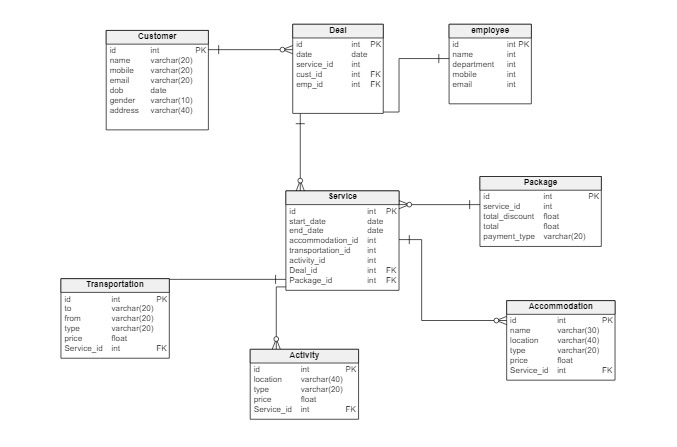 Customer
id int PK
name varchar(20)
mobile varchar(20)
email varchar(20)
dob date
gender varchar(10)
address varchar(40)
Deal
id int PK
date date
service_id int
cust_id int FK
emp_id int FK
employee
id int PK
name int
department int
mobile int
email int
Service
id int PK
start_date date
end_date date
accommodation_id int
transportation_id int
activity_id int
Deal_id int FK
Package_id int FK
Package
id int PK
service_id int
total_discount float
total float
payment_type varchar(20)
Transportation
id int PK
to varchar(20)
from varchar(20)
type varchar(20)
price float
Service_id int FK
Activity
id int PK
location varchar(40)
type varchar(20)
price float
Service_id int FK
Accommodation
id int PK
name varchar(30)
location varchar(40)
type varchar(20)
price float
Service_id int FK